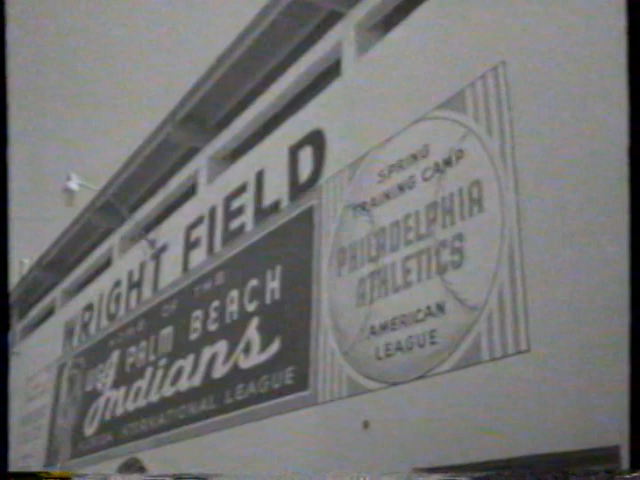 WRIGHT FIELD
HOME OF THE
West PALM BEACH
Indians
INTERNATIONAL LEAGUE
SPRING
TRAINING CAMP
PHILADELPHIA
ATHLETICS
AMERICAN
LEAGUE